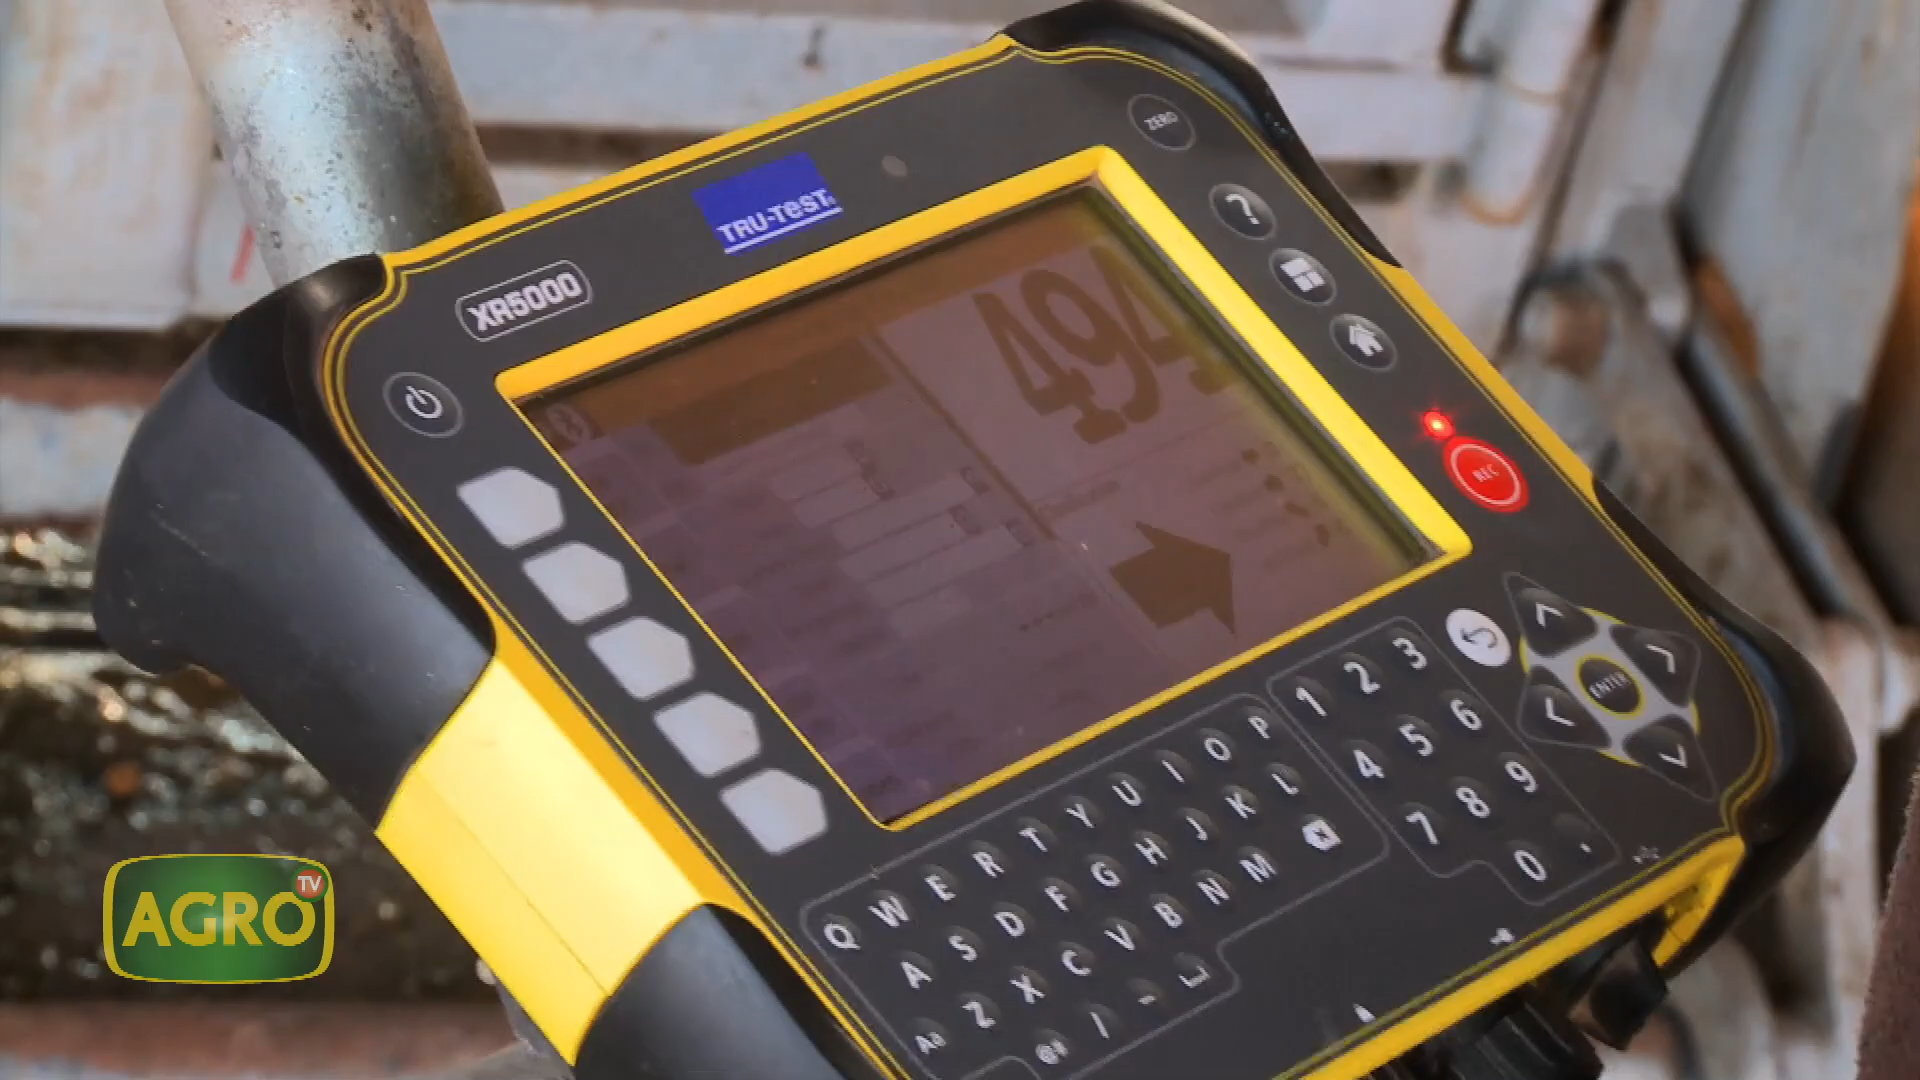 ZERO
TRU-TEST
XR5000
?
494
REC
ENTER
1 2 3
4 5 6
7 8 9
0 .
Q W E R T Y U I O P
A S D F G H J K L
Z X C V B N M
Aa @# / -
AGRO TV